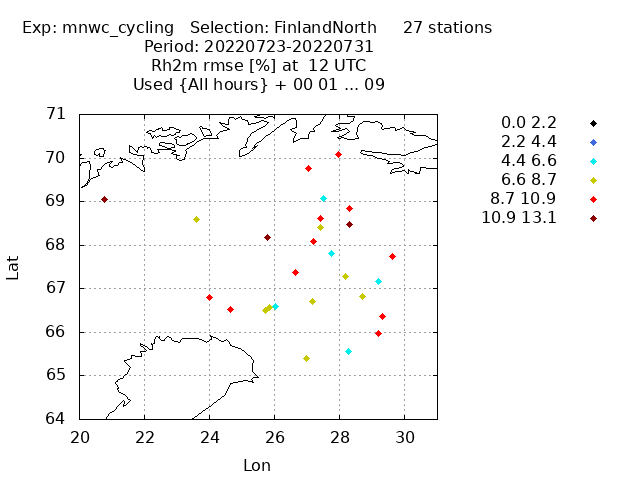 Exp: mnwc_cycling Selection: FinlandNorth 27 stations
Period: 20220723-20220731
Rh2m rmse [%] at 12 UTC
Used {All hours} + 00 01 ... 09
71
70
69
68
67
66
65
64
20 22 24 26 28 30
Lat
Lon
0.0 2.2
2.2 4.4
4.4 6.6
6.6 8.7
8.7 10.9
10.9 13.1